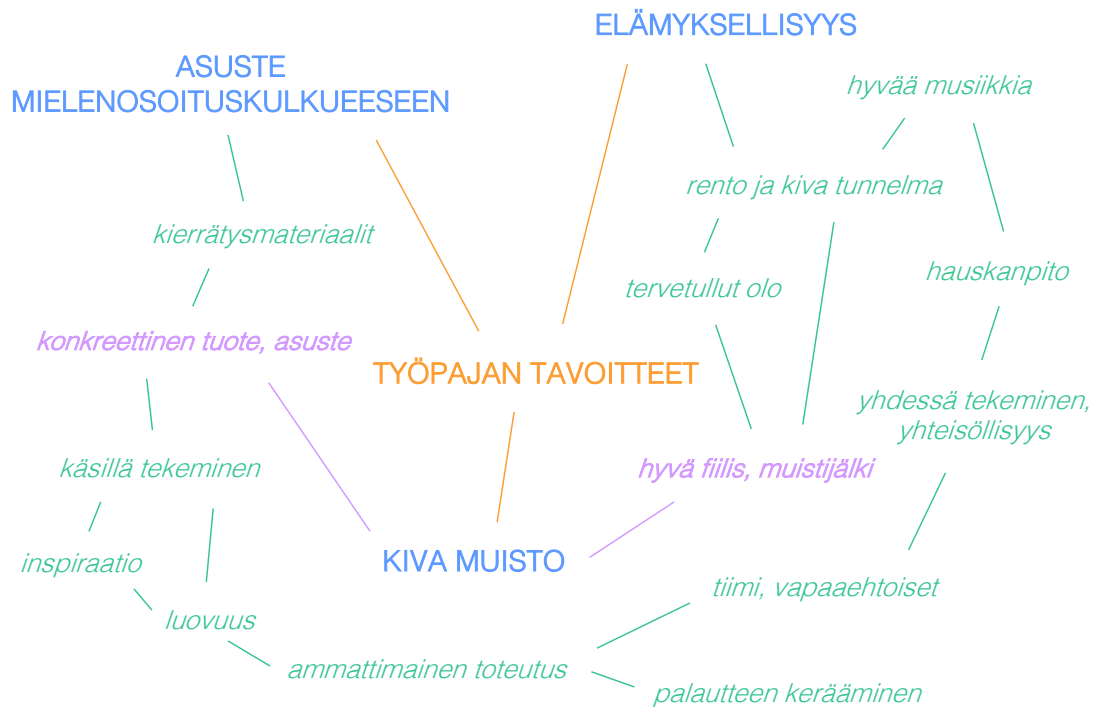 ELÄMYKSELLISYYS
ASUSTE
MIELENOSOITUSKULKUEESEEN
hyvää musiikkia
rento ja kiva tunnelma
kierrätysmateriaalit
hauskanpito
tervetullut olo
konkreettinen tuote, asuste
TYÖPAJAN TAVOITTEET
yhdessä tekeminen,
yhteisöllisyys
käsillä tekeminen
hyvä fiilis, muistijälki
inspiraatio
KIVA MUISTO
tiimi, vapaaehtoiset
luovuus
ammattimainen toteutus
palautteen kerääminen